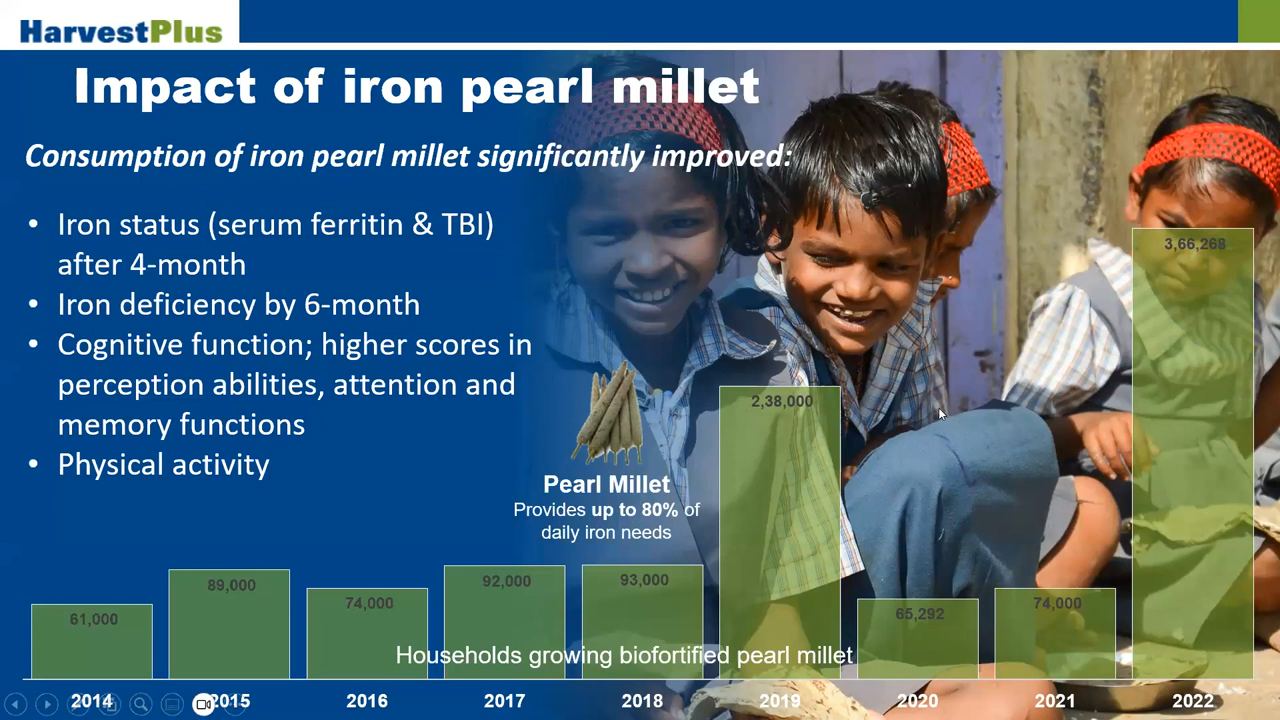 HarvestPlus
Impact of iron pearl millet
Consumption of iron pearl millet significantly improved:
• Iron status (serum ferritin & TBI)
after 4-month
• Iron deficiency by 6-month
• Cognitive function; higher scores in
perception abilities, attention and
memory functions
• Physical activity
Pearl Millet
Provides up to 80% of
daily iron needs
61,000
89,000
74,000
92,000
93,000
2,38,000
65,292
74,000
3,66,268
Households growing biofortified pearl millet
2014
2015
2016
2017
2018
2019
2020
2021
2022